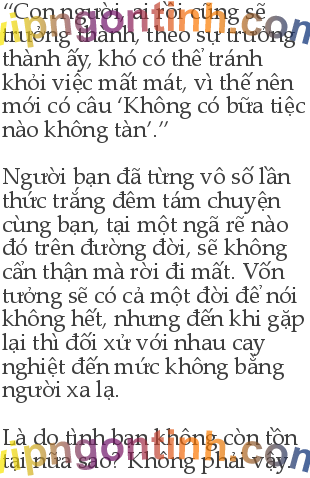 “Con người, ai rồi cũng sẽ
trưởng thành, theo sự trưởng
thành ấy, khó có thể tránh
khỏi việc mất mát, vì thế nên
mới có câu ‘Không có bữa tiệc
nào không tàn’.”
Người bạn đã từng vô số lần
thức trắng đêm tám chuyện
cùng bạn, tại một ngã rẽ nào
đó trên đường đời, sẽ không
cẩn thận mà rời đi mất. Vốn
tưởng sẽ có cả một đời để nói
không hết, nhưng đến khi gặp
lại thì đối xử với nhau cay
nghiệt đến mức không bằng
người xa lạ.
Là do tình bạn không còn tồn
tại nữa sao? Không phải vậy.
vipngontinh.com
vipngontinh.com